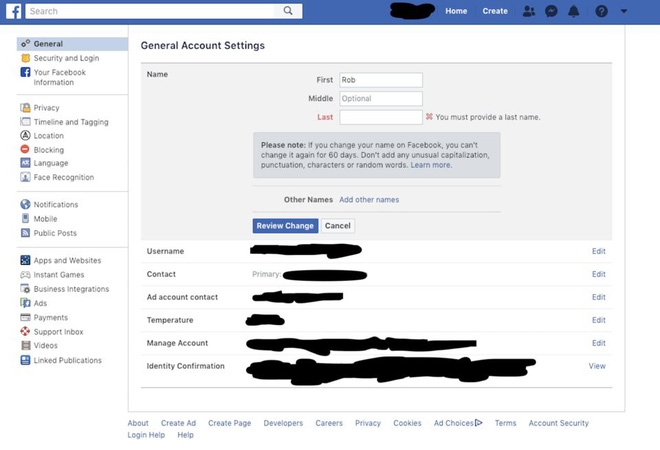 f Search
Home Create
General
Security and Login
Your Facebook
Information
Privacy
Timeline and Tagging
Location
Blocking
Language
Face Recognition
Notifications
Mobile
Public Posts
Apps and Websites
Instant Games
Business Integrations
Ads
Payments
Support Inbox
Videos
Linked Publications
General Account Settings
Name
First Rob
Middle Optional
Last You must provide a last name.
Please note: If you change your name on Facebook, you can't
change it again for 60 days. Don't add any unusual capitalization,
punctuation, characters or random words. Learn more.
Other Names Add other names
Review Change Cancel
Username Edit
Contact Primary: Edit
Ad account contact Edit
Temperature Edit
Manage Account Edit
Identity Confirmation View
About Create Ad Create Page Developers Careers Privacy Cookies Ad Choices Terms Account Security
Login Help Help